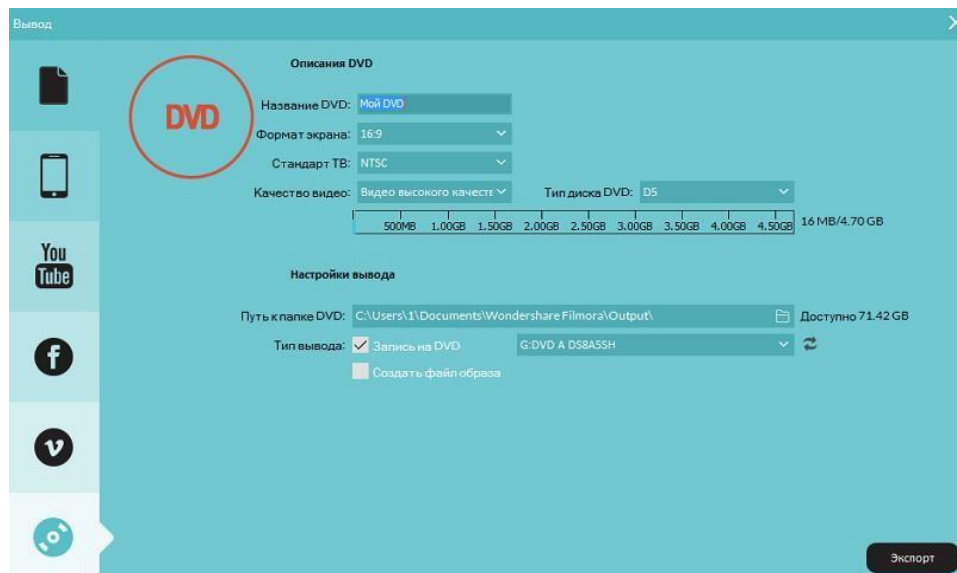 Вывод
DVD
Описания DVD
Название DVD: Мой DVD
Формат экрана: 16:9
Стандарт ТВ: NTSC
Качество видео: Видео высокого качеств Тип диска DVD: D5
500MB 1.00GB 1.50GB 2.00GB 2.50GB 3.00GB 3.50GB 4.00GB 4.50GB 16 MB/4.70 GB
You
Tube
Настройки вывода
Путь к папке DVD: C:\Users\1\Documents\Wondershare Filmora\Output\ Доступно 71.42 GB
Тип вывода: Запись на DVD G:DVD A DS8A5SH
Создать файл образа
Экспорт